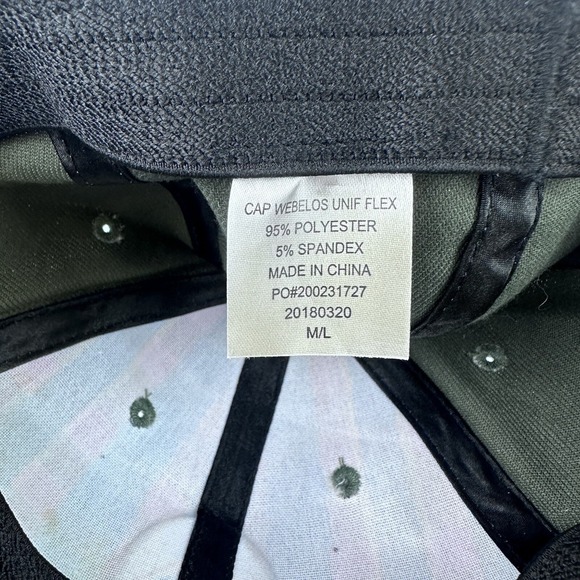 CAP WEBELOS UNIF FLEX
95% POLYESTER
5% SPANDEX
MADE IN CHINA
PO#200231727
20180320
M/L